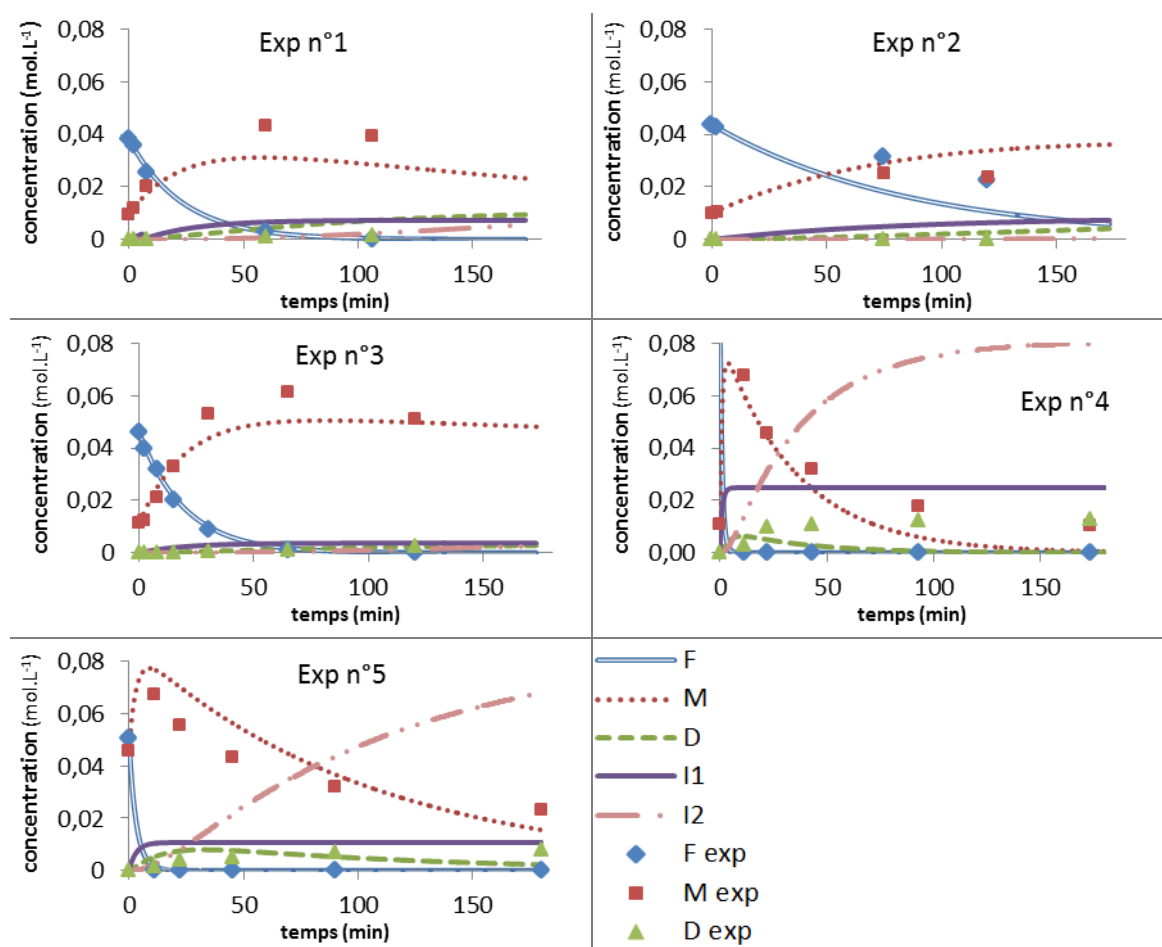 Exp n°1
concentration (mol.L-1)
0,08
0,06
0,04
0,02
0
0 50 100 150
temps (min)
Exp n°2
concentration (mol.L-1)
0,08
0,06
0,04
0,02
0
0 50 100 150
temps (min)
Exp n°3
concentration (mol.L-1)
0,08
0,06
0,04
0,02
0
0 50 100 150
temps (min)
Exp n°4
concentration (mol.L-1)
0,08
0,06
0,04
0,02
0,00
0 50 100 150
temps (min)
Exp n°5
concentration (mol.L-1)
0,08
0,06
0,04
0,02
0
0 50 100 150
temps (min)
F
M
D
I1
I2
F exp
M exp
D exp